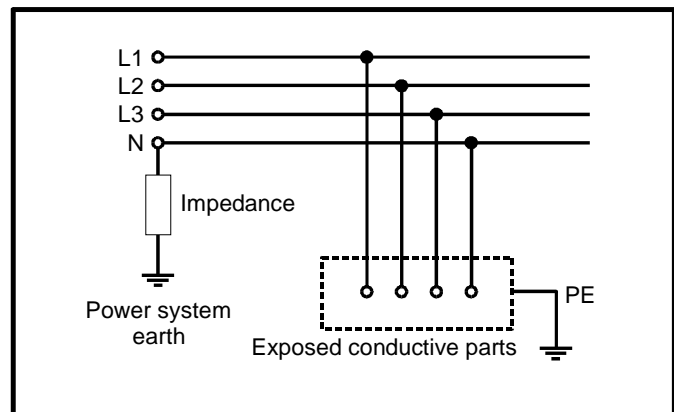 L1
L2
L3
N
Impedance
Power system
earth
PE
Exposed conductive parts